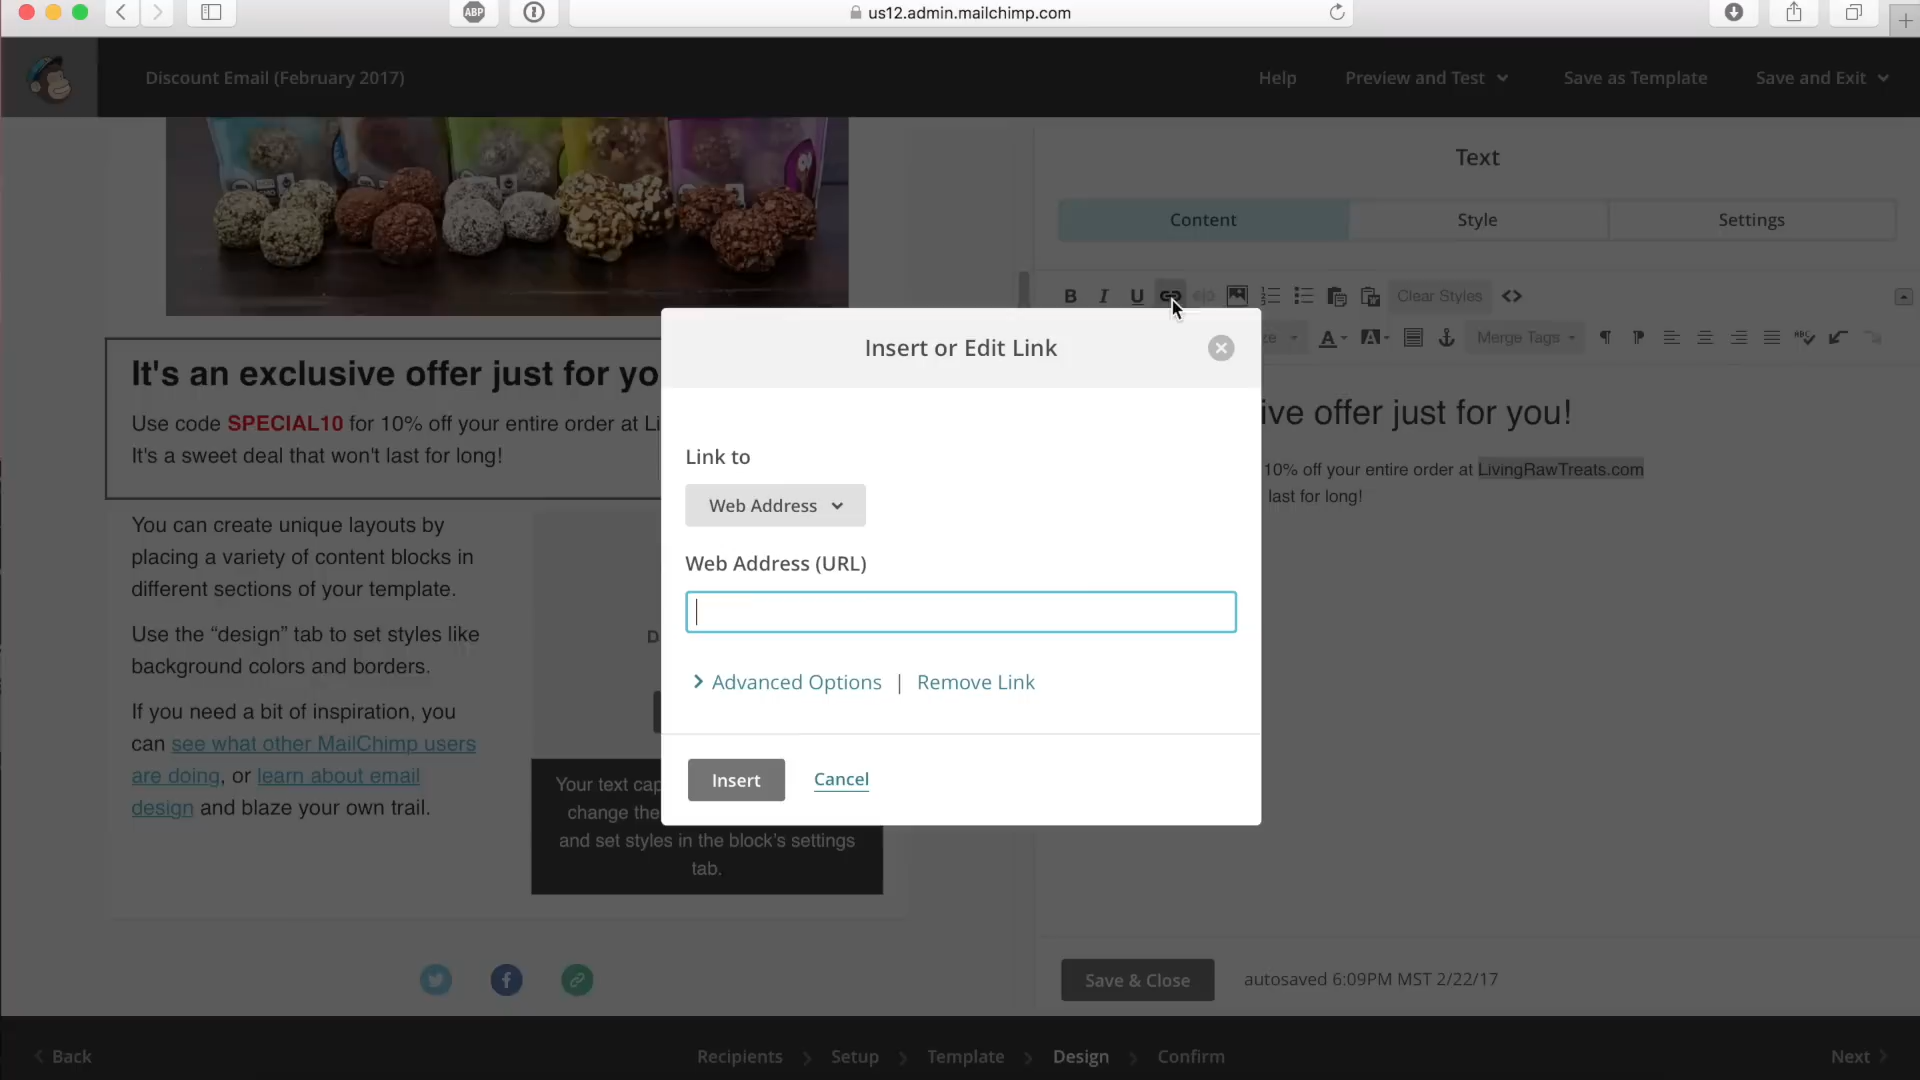 ABP
us12.admin.mailchimp.com
Discount Email (February 2017)
Help
Preview and Test
Save as Template
Save and Exit
Text
Content
Style
Settings
B I U
Clear Styles
Merge Tags
It's an exclusive offer just for yo
Use code SPECIAL10 for 10% off your entire order at Li
It's a sweet deal that won't last for long!
You can create unique layouts by
placing a variety of content blocks in
different sections of your template.
Use the “design” tab to set styles like
background colors and borders.
If you need a bit of inspiration, you
can see what other MailChimp users
are doing, or learn about email
design and blaze your own trail.
D
Your text cap
change the
and set styles in the block's settings
tab.
Insert or Edit Link
Link to
Web Address
Web Address (URL)
Advanced Options | Remove Link
Insert
Cancel
ive offer just for you!
10% off your entire order at LivingRawTreats.com
last for long!
Save & Close
autosaved 6:09PM MST 2/22/17
Back
Recipients
Setup
Template
Design
Confirm
Next